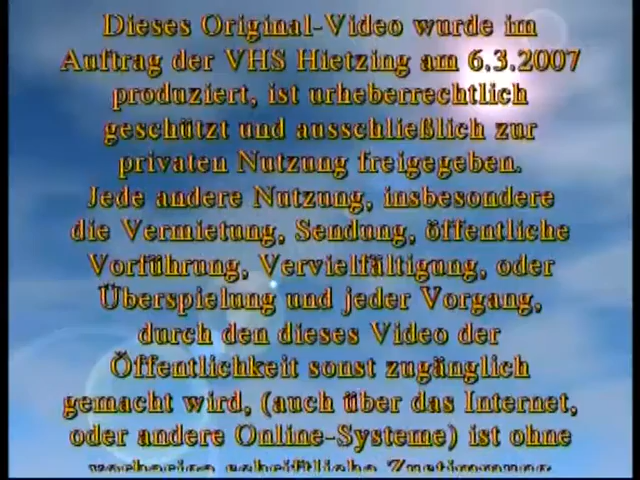 Dieses Original-Video wurde im
Auftrag der VHS Hietzing am 6.3.2007
produziert, ist urheberrechtlich
geschützt und ausschließlich zur
privaten Nutzung freigegeben.
Jede andere Nutzung, insbesondere
die Vermietung, Sendung, öffentliche
Vorführung, Vervielfältigung, oder
Überspielung und jeder Vorgang,
durch den dieses Video der
Öffentlichkeit sonst zugänglich
gemacht wird, (auch über das Internet,
oder andere Online-Systeme) ist ohne
vorherige schriftliche Zustimmung